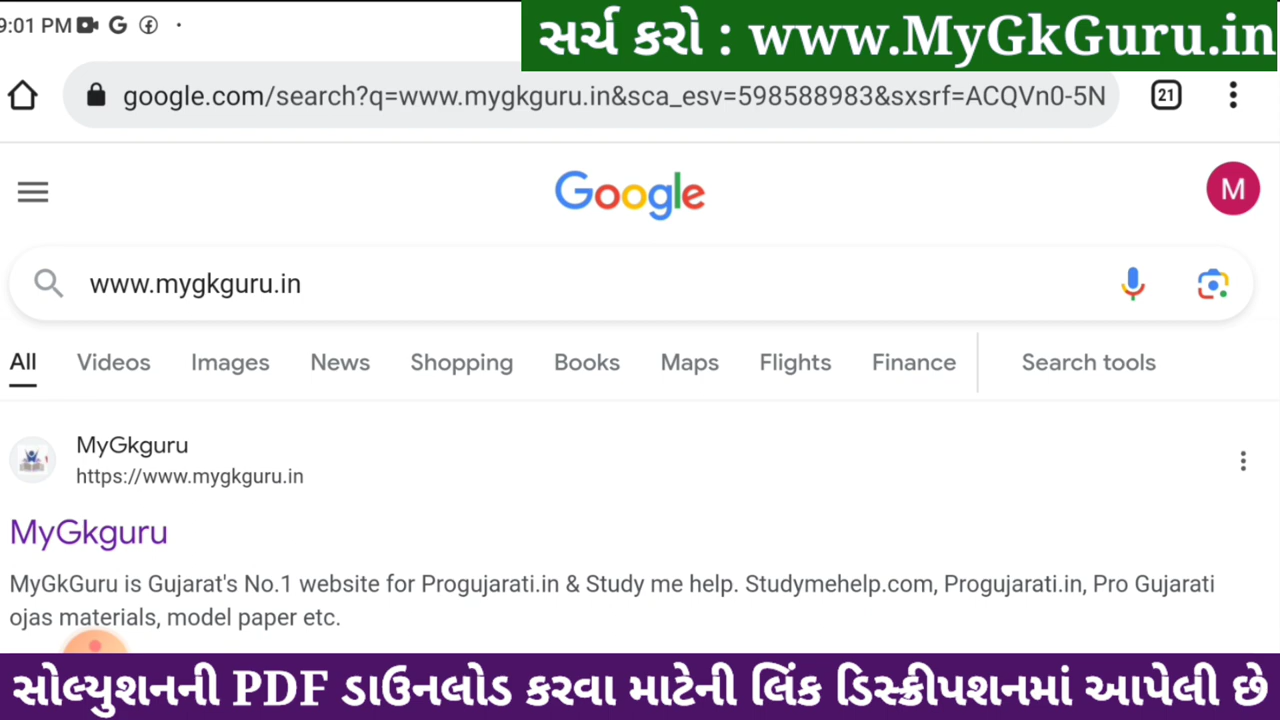 9:01 PM
સર્ચ કરો : www.MyGkGuru.in
google.com/search?q=www.mygkguru.in&sca_esv=598588983&sxsrf=ACQVn0-5N
21
Google
M
www.mygkguru.in
All Videos Images News Shopping Books Maps Flights Finance Search tools
MyGkguru
https://www.mygkguru.in
MyGkguru
MyGkGuru is Gujarat's No.1 website for Progujarati.in & Study me help. Studymehelp.com, Progujarati.in, Pro Gujarati
ojas materials, model paper etc.
સોલ્યુશનની PDF ડાઉનલોડ કરવા માટેની લિંક ડિસ્ક્રીપશનમાં આપેલી છે